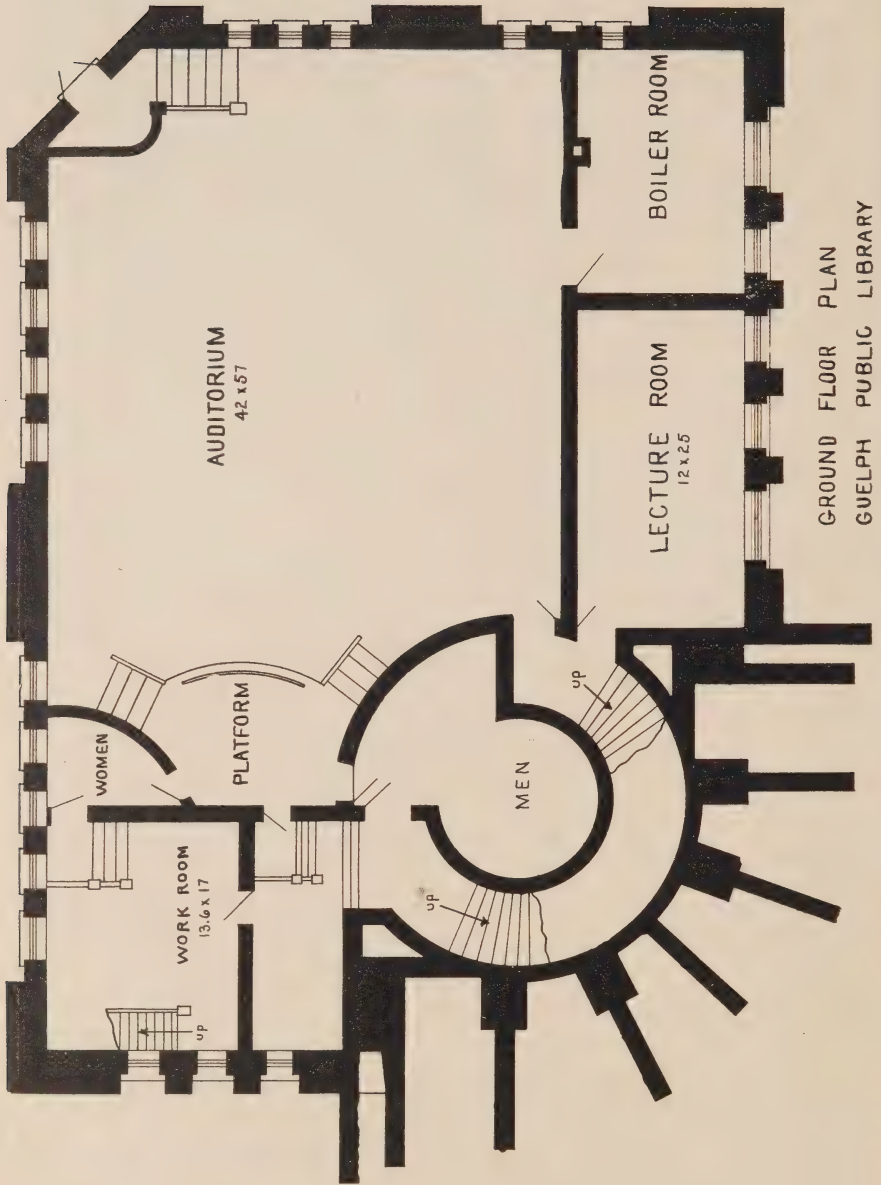 AUDITORIUM
42 x 57
BOILER ROOM
LECTURE ROOM
12 x 25
WOMEN
PLATFORM
WORK ROOM
13.6 x 17
MEN
UP
UP
UP
GROUND FLOOR PLAN
GUELPH PUBLIC LIBRARY